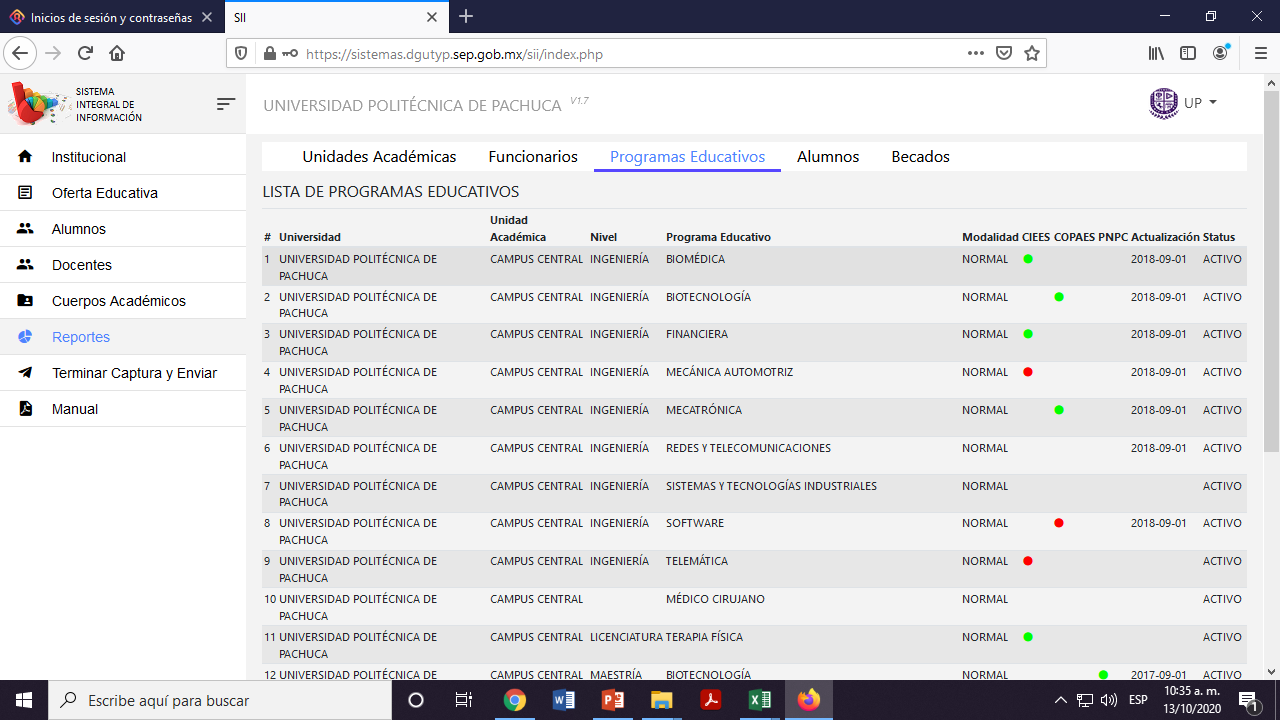 Inicios de sesión y contraseñas
SII
https://sistemas.dgutyp.sep.gob.mx/sii/index.php
SISTEMA
INTEGRAL DE
INFORMACIÓN
UNIVERSIDAD POLITÉCNICA DE PACHUCA V1.7
UP
Institucional
Oferta Educativa
Alumnos
Docentes
Cuerpos Académicos
Reportes
Terminar Captura y Enviar
Manual
Unidades Académicas Funcionarios Programas Educativos Alumnos Becados
LISTA DE PROGRAMAS EDUCATIVOS
Unidad
# Universidad Académica Nivel Programa Educativo Modalidad CIEES COPAES PNPC Actualización Status
1 UNIVERSIDAD POLITÉCNICA DE CAMPUS CENTRAL INGENIERÍA BIOMÉDICA NORMAL 2018-09-01 ACTIVO
PACHUCA
2 UNIVERSIDAD POLITÉCNICA DE CAMPUS CENTRAL INGENIERÍA BIOTECNOLOGÍA NORMAL 2018-09-01 ACTIVO
PACHUCA
3 UNIVERSIDAD POLITÉCNICA DE CAMPUS CENTRAL INGENIERÍA FINANCIERA NORMAL 2018-09-01 ACTIVO
PACHUCA
4 UNIVERSIDAD POLITÉCNICA DE CAMPUS CENTRAL INGENIERÍA MECÁNICA AUTOMOTRIZ NORMAL 2018-09-01 ACTIVO
PACHUCA
5 UNIVERSIDAD POLITÉCNICA DE CAMPUS CENTRAL INGENIERÍA MECATRÓNICA NORMAL 2018-09-01 ACTIVO
PACHUCA
6 UNIVERSIDAD POLITÉCNICA DE CAMPUS CENTRAL INGENIERÍA REDES Y TELECOMUNICACIONES NORMAL 2018-09-01 ACTIVO
PACHUCA
7 UNIVERSIDAD POLITÉCNICA DE CAMPUS CENTRAL INGENIERÍA SISTEMAS Y TECNOLOGÍAS INDUSTRIALES NORMAL ACTIVO
PACHUCA
8 UNIVERSIDAD POLITÉCNICA DE CAMPUS CENTRAL INGENIERÍA SOFTWARE NORMAL 2018-09-01 ACTIVO
PACHUCA
9 UNIVERSIDAD POLITÉCNICA DE CAMPUS CENTRAL INGENIERÍA TELEMÁTICA NORMAL ACTIVO
PACHUCA
10 UNIVERSIDAD POLITÉCNICA DE CAMPUS CENTRAL MÉDICO CIRUJANO NORMAL ACTIVO
PACHUCA
11 UNIVERSIDAD POLITÉCNICA DE CAMPUS CENTRAL LICENCIATURA TERAPIA FÍSICA NORMAL ACTIVO
PACHUCA
12 UNIVERSIDAD POLITÉCNICA DE CAMPUS CENTRAL MAESTRÍA BIOTECNOLOGÍA NORMAL 2017-09-01 ACTIVO
Escribe aquí para buscar
ESP
10:35 a. m.
13/10/2020
1